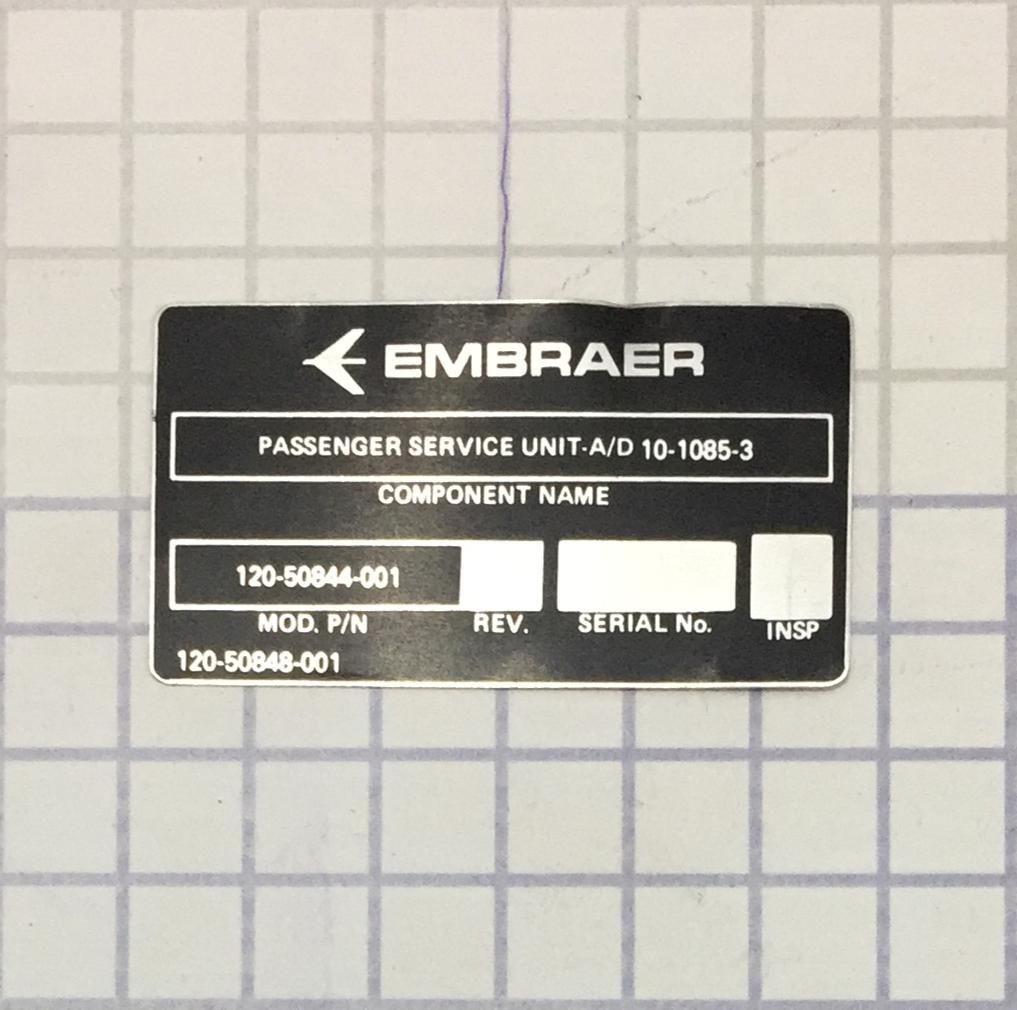 EMBRAER
PASSENGER SERVICE UNIT-A/D 10-1085-3
COMPONENT NAME
120-50844-001
MOD. P/N REV. SERIAL No. INSP
120-50848-001